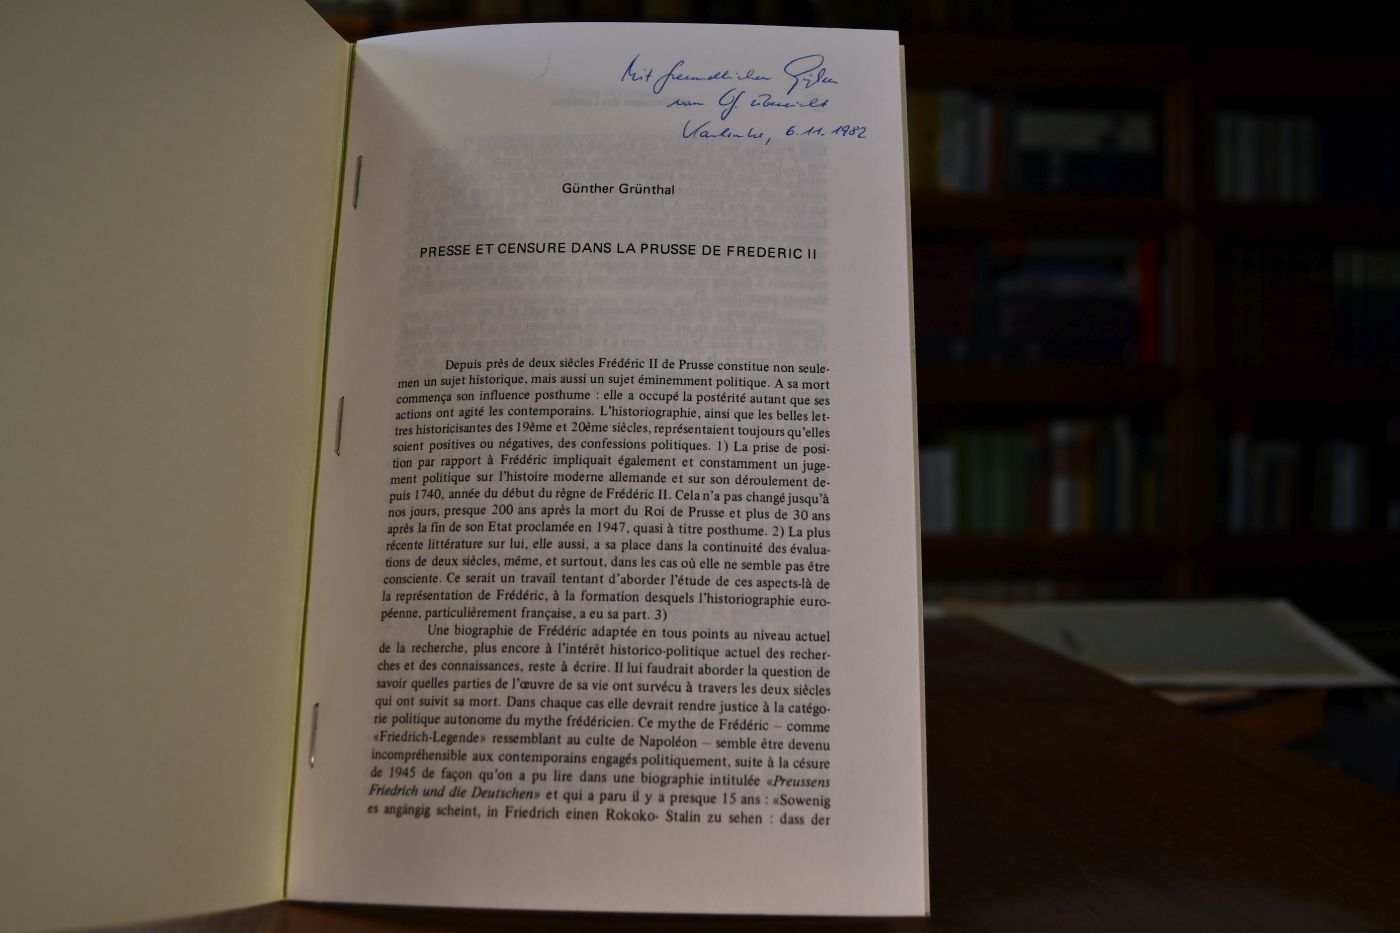 Mit freundlichen Grüßen
vom Vf. überreicht
Karlsruhe, 6.11.1982
Günther Grünthal
PRESSE ET CENSURE DANS LA PRUSSE DE FREDERIC II
Depuis près de deux siècles Frédéric II de Prusse constitue non seule-
men un sujet historique, mais aussi un sujet éminemment politique. A sa mort
commença son influence posthume : elle a occupé la postérité autant que ses
actions ont agité les contemporains. L'historiographie, ainsi que les belles let-
tres historicisantes des 19ème et 20ème siècles, représentaient toujours qu'elles
soient positives ou négatives, des confessions politiques. 1) La prise de posi-
tion par rapport à Frédéric impliquait également et constamment un juge-
ment politique sur l'histoire moderne allemande et sur son déroulement de-
puis 1740, année du début du règne de Frédéric II. Cela n'a pas changé jusqu'à
nos jours, presque 200 ans après la mort du Roi de Prusse et plus de 30 ans
après la fin de son Etat proclamée en 1947, quasi à titre posthume. 2) La plus
récente littérature sur lui, elle aussi, a sa place dans la continuité des évalua-
tions de deux siècles, même, et surtout, dans les cas où elle ne semble pas être
consciente. Ce serait un travail tentant d'aborder l'étude de ces aspects-là de
la représentation de Frédéric, à la formation desquels l'historiographie euro-
péenne, particulièrement française, a eu sa part. 3)
Une biographie de Frédéric adaptée en tous points au niveau actuel
de la recherche, plus encore à l'intérêt historico-politique actuel des recher-
ches et des connaissances, reste à écrire. Il lui faudrait aborder la question de
savoir quelles parties de l'œuvre de sa vie ont survécu à travers les deux siècles
qui ont suivit sa mort. Dans chaque cas elle devrait rendre justice à la catégo-
rie politique autonome du mythe frédéricien. Ce mythe de Frédéric – comme
«Friedrich-Legende» ressemblant au culte de Napoléon – semble être devenu
incompréhensible aux contemporains engagés politiquement, suite à la césure
de 1945 de façon qu'on a pu lire dans une biographie intitulée «Preussens
Friedrich und die Deutschen» et qui a paru il y a presque 15 ans : «Sowenig
es angängig scheint, in Friedrich einen Rokoko- Stalin zu sehen : dass der